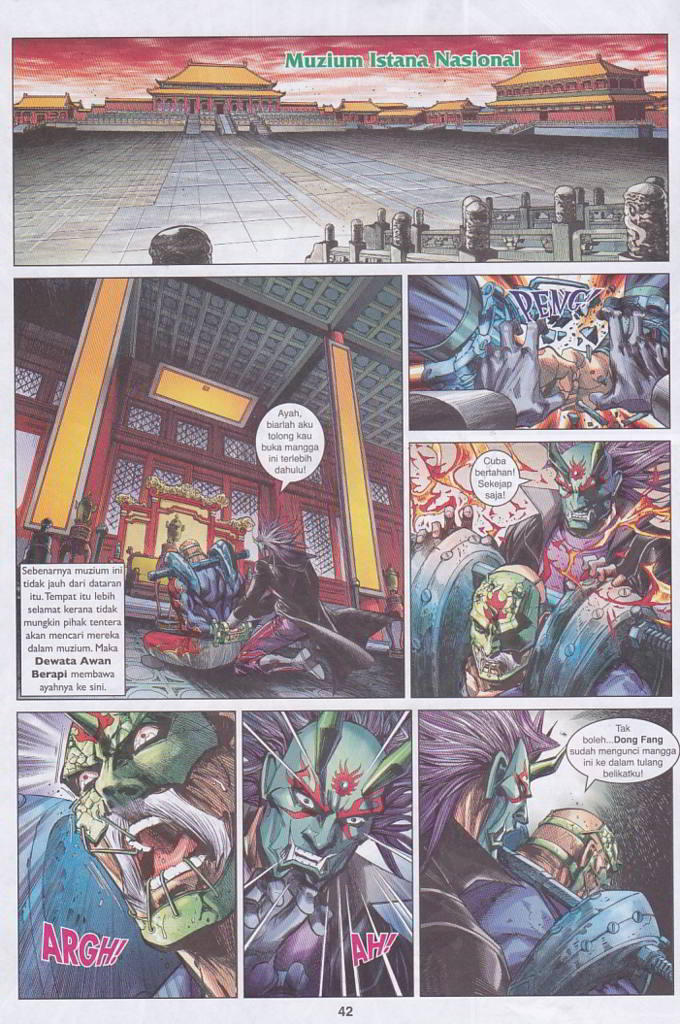 Muzium Istana Nasional
Ayah,
biarlah aku
tolong kau
buka mangga
ini terlebih
dahulu!
Sebenarnya muzium ini
tidak jauh dari dataran
itu. Tempat itu lebih
selamat kerana tidak
mungkin pihak tentera
akan mencari mereka
dalam muzium. Maka
Dewata Awan
Berapi membawa
ayahnya ke sini.
PENG!
Cuba
bertahan!
Sekejap
saja!
ARGH!
AH!
Tak
boleh...Dong Fang
sudah mengunci mangga
ini ke dalam tulang
belikatku!
42